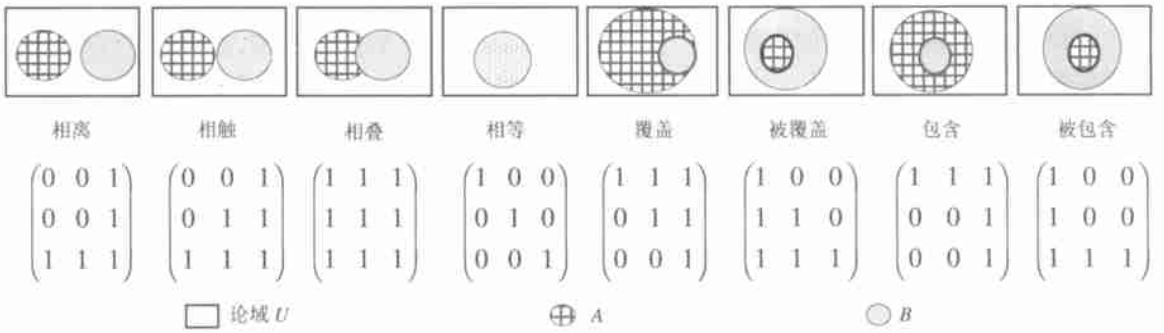 相离 相触 相叠 相等 覆盖 被覆盖 包含 被包含
0 0 1 0 0 1 1 1 1 1 0 0 1 1 1 1 0 0 1 1 1 1 0 0
0 0 1 0 1 1 1 1 1 0 1 0 0 1 1 1 1 0 0 0 1 1 0 0
1 1 1 1 1 1 1 1 1 0 0 1 0 0 1 1 1 1 0 0 1 1 1 1
论域 U A B